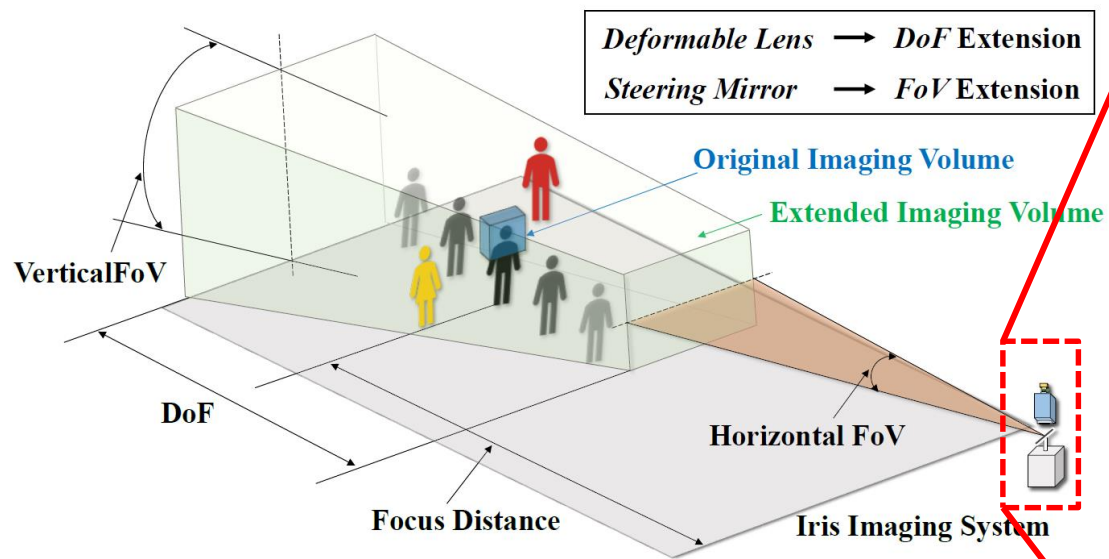 Deformable Lens → DoF Extension
Steering Mirror → FoV Extension
Original Imaging Volume
Extended Imaging Volume
VerticalFoV
DoF
Horizontal FoV
Focus Distance
Iris Imaging System